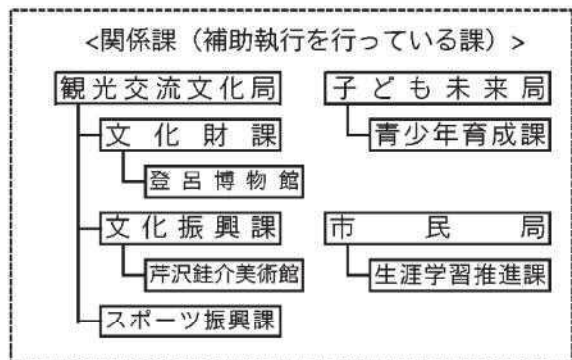 <関係課（補助執行を行っている課）>
観光交流文化局
文化財課
登呂博物館
文化振興課
芹沢銈介美術館
スポーツ振興課
子ども未来局
青少年育成課
市民局
生涯学習推進課